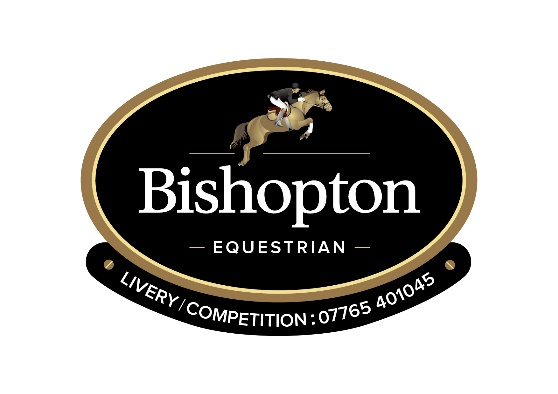 Bishopton
— EQUESTRIAN —
LIVERY/COMPETITION: 07765 401045